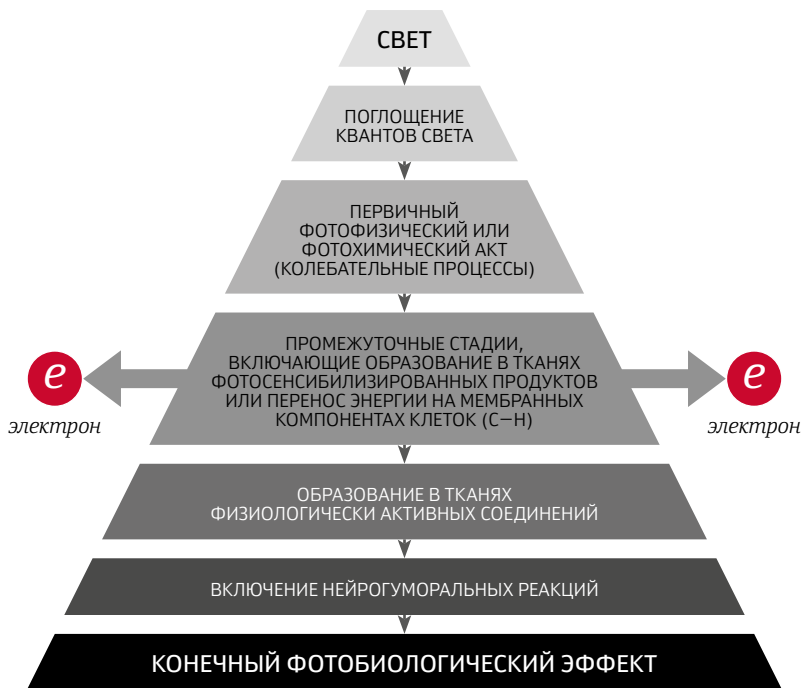 СВЕТ
ПОГЛОЩЕНИЕ
КВАНТОВ СВЕТА
ПЕРВИЧНЫЙ
ФОТОФИЗИЧЕСКИЙ ИЛИ
ФОТОХИМИЧЕСКИЙ АКТ
(КОЛЕБАТЕЛЬНЫЕ ПРОЦЕССЫ)
ПРОМЕЖУТОЧНЫЕ СТАДИИ,
ВКЛЮЧАЮЩИЕ ОБРАЗОВАНИЕ В ТКАНЯХ
ФОТОСЕНСИБИЛИЗИРОВАННЫХ ПРОДУКТОВ
ИЛИ ПЕРЕНОС ЭНЕРГИИ НА МЕМБРАННЫХ
КОМПОНЕНТАХ КЛЕТОК (С–Н)
e
электрон
e
электрон
ОБРАЗОВАНИЕ В ТКАНЯХ
ФИЗИОЛОГИЧЕСКИ АКТИВНЫХ СОЕДИНЕНИЙ
ВКЛЮЧЕНИЕ НЕЙРОГУМОРАЛЬНЫХ РЕАКЦИЙ
КОНЕЧНЫЙ ФОТОБИОЛОГИЧЕСКИЙ ЭФФЕКТ